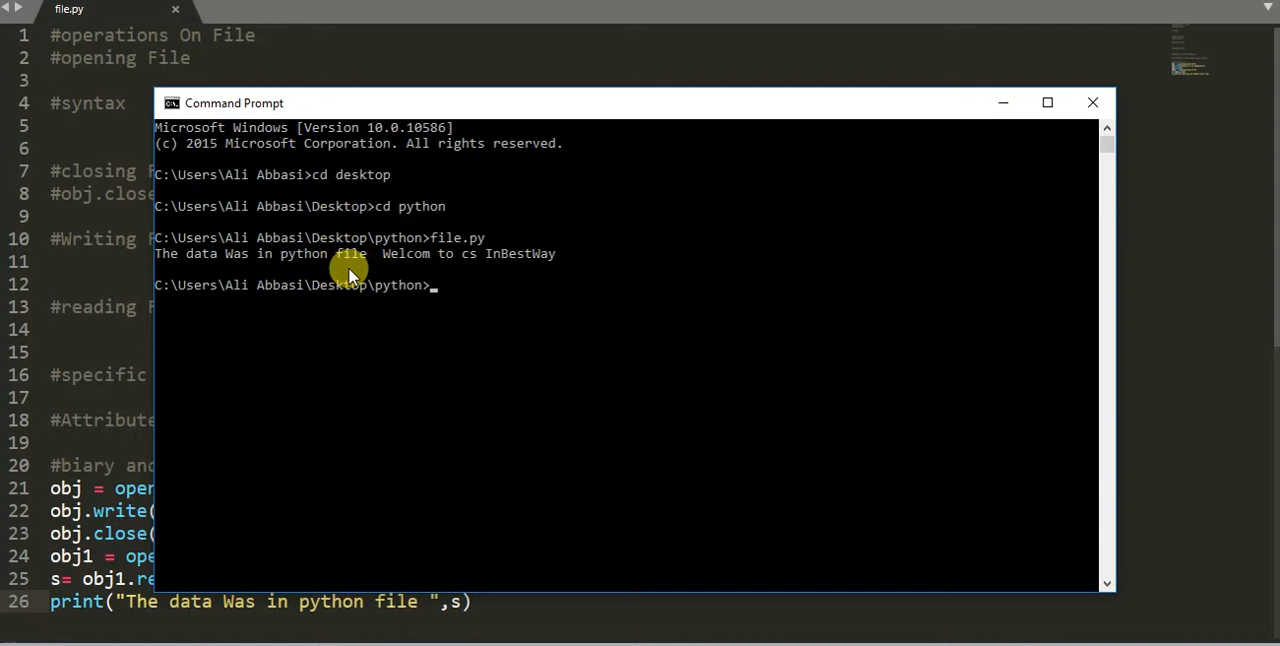 file.py
1 #operations On File
2 #opening File
3
4 #syntax
Command Prompt
5
Microsoft Windows [Version 10.0.10586]
6
(c) 2015 Microsoft Corporation. All rights reserved.
7 #closing
C:\Users\Ali Abbasi>cd desktop
8 #obj.close
9
C:\Users\Ali Abbasi\Desktop>cd python
10 #Writing
C:\Users\Ali Abbasi\Desktop\python>file.py
11
The data Was in python file  Welcom to cs InBestWay
12
C:\Users\Ali Abbasi\Desktop\python>
13 #reading
14
15
16 #specific
17
18 #Attribute
19
20 #biary and
21 obj = open
22 obj.write(
23 obj.close(
24 obj1 = ope
25 s= obj1.re
26 print("The data Was in python file ",s)